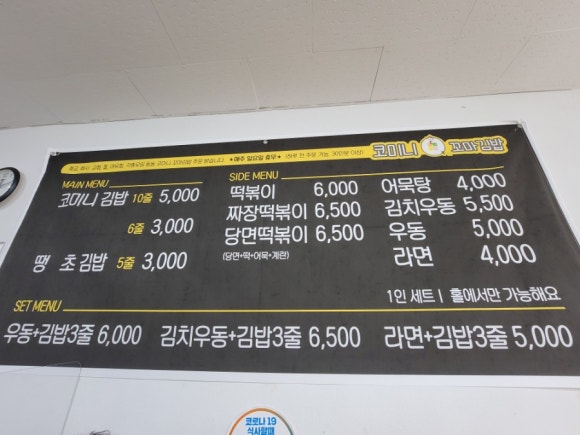 매주 일요일 휴무
코미니 꼬마김밥
MAIN MENU
코미니 김밥 10줄 5,000
6줄 3,000
땡초김밥 5줄 3,000
SIDE MENU
떡볶이 6,000
짜장떡볶이 6,500
당면떡볶이 6,500
(당면+떡+어묵+계란)
어묵탕 4,000
김치우동 5,500
우동 5,000
라면 4,000
SET MENU
1인 세트 | 홀에서만 가능해요
우동+김밥3줄 6,000
김치우동+김밥3줄 6,500
라면+김밥3줄 5,000
코로나19
식사할때